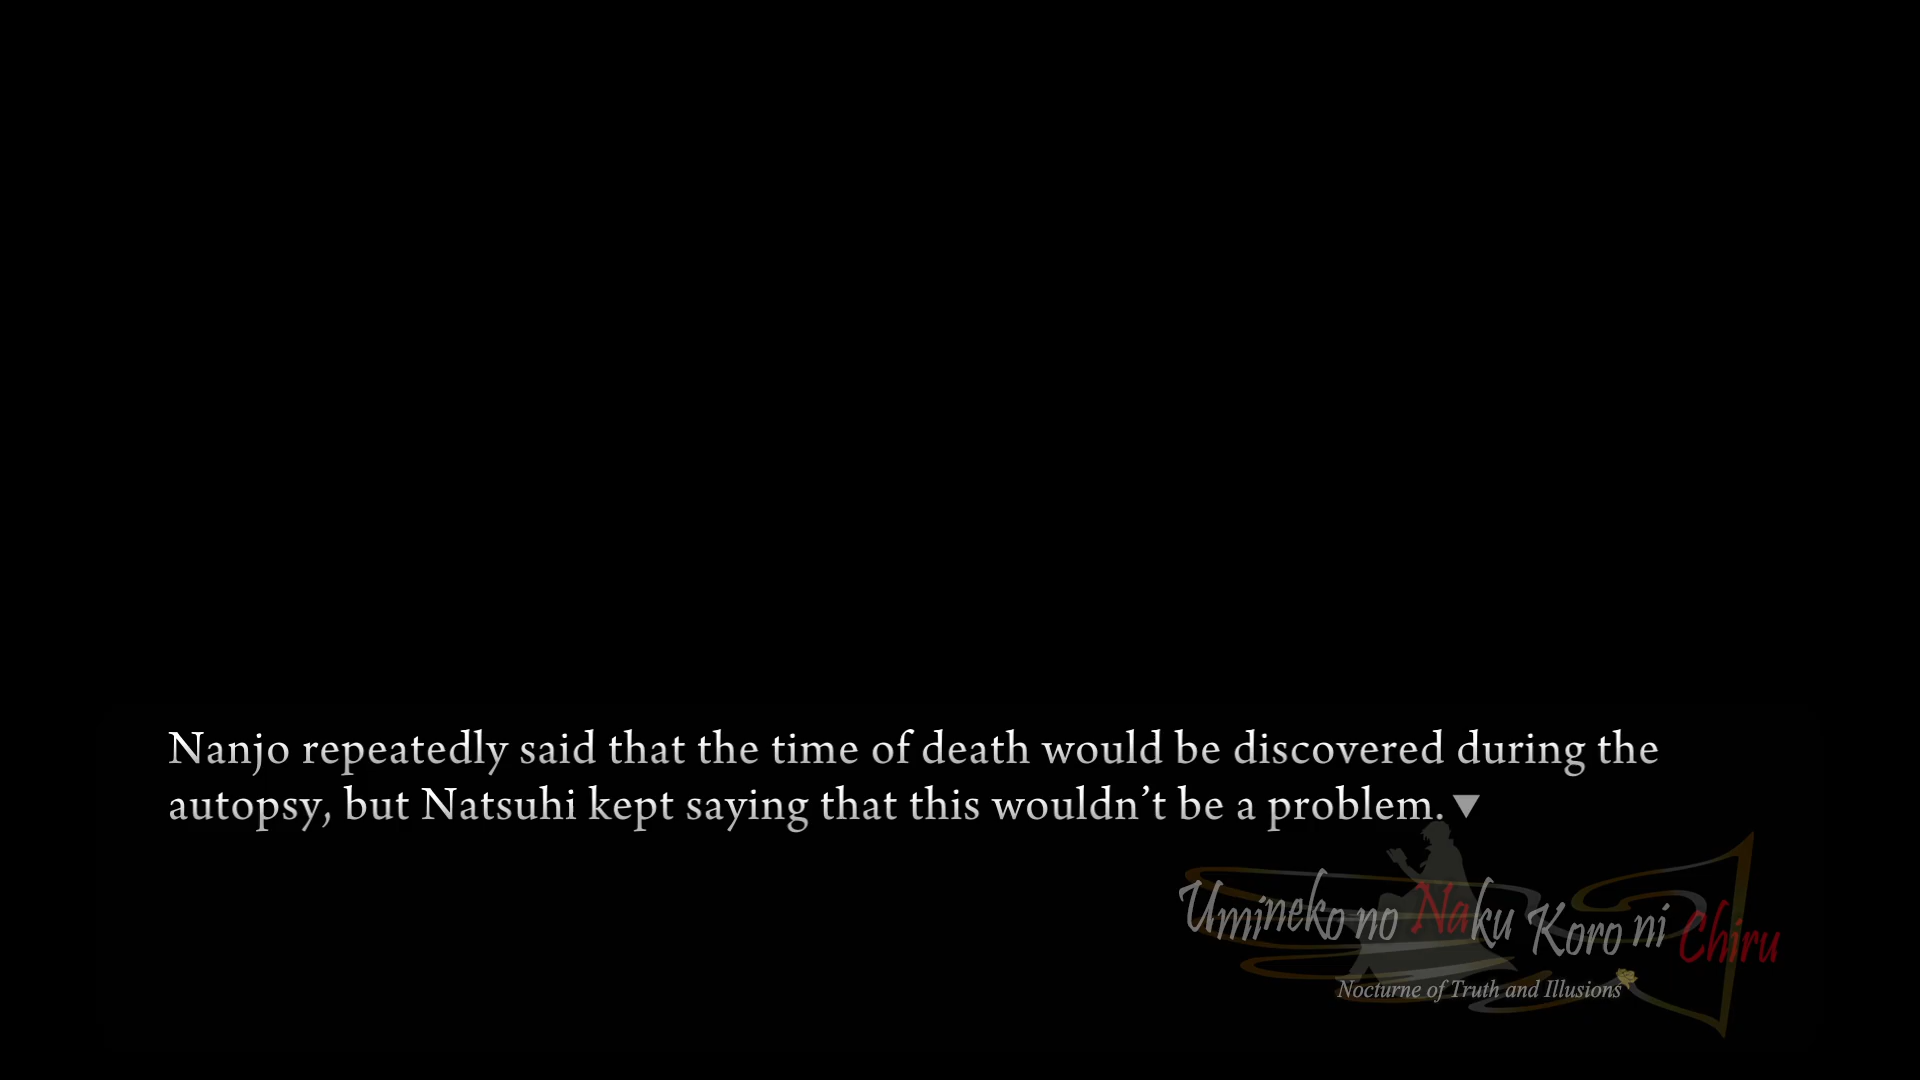 Nanjo repeatedly said that the time of death would be discovered during the
autopsy, but Natsuhi kept saying that this wouldn’t be a problem.
Umineko no Naku Koro ni Chiru
Nocturne of Truth and Illusions